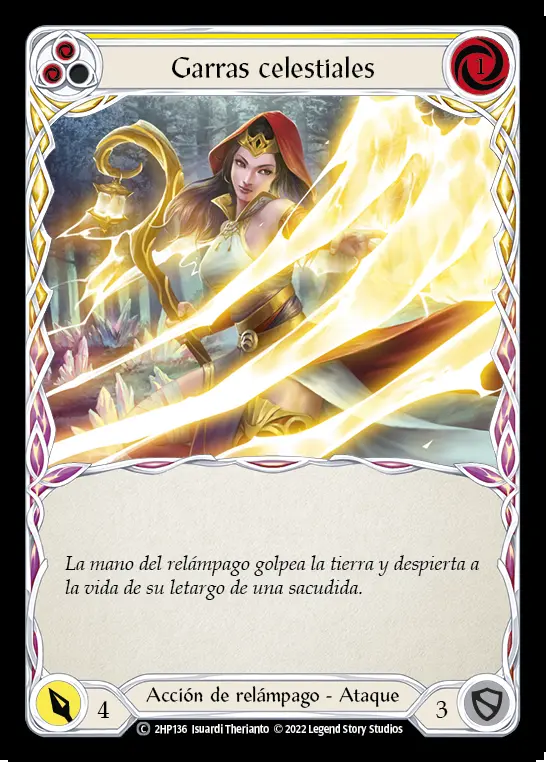 Garras celestiales
1
La mano del relámpago golpea la tierra y despierta a
la vida de su letargo de una sacudida.
4
Acción de relámpago - Ataque
3
C 2HP136 Isuardi Therianto © 2022 Legend Story Studios